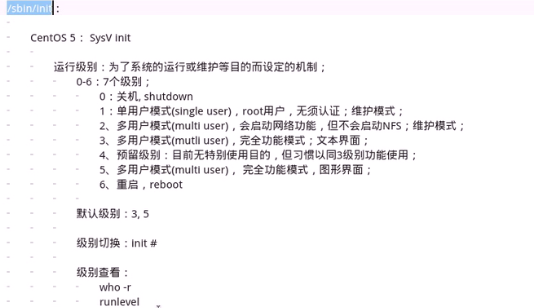 /sbin/init：
CentOS 5： SysV init
运行级别：为了系统的运行或维护等目的而设定的机制；
0-6：7个级别；
0：关机, shutdown
1：单用户模式(single user)，root用户，无须认证；维护模式；
2、多用户模式(multi user)，会启动网络功能，但不会启动NFS；维护模式；
3、多用户模式(mutli user)，完全功能模式；文本界面；
4、预留级别：目前无特别使用目的，但习惯以同3级别功能使用；
5、多用户模式(multi user)， 完全功能模式，图形界面；
6、重启，reboot
默认级别：3, 5
级别切换：init #
级别查看：
who -r
runlevel